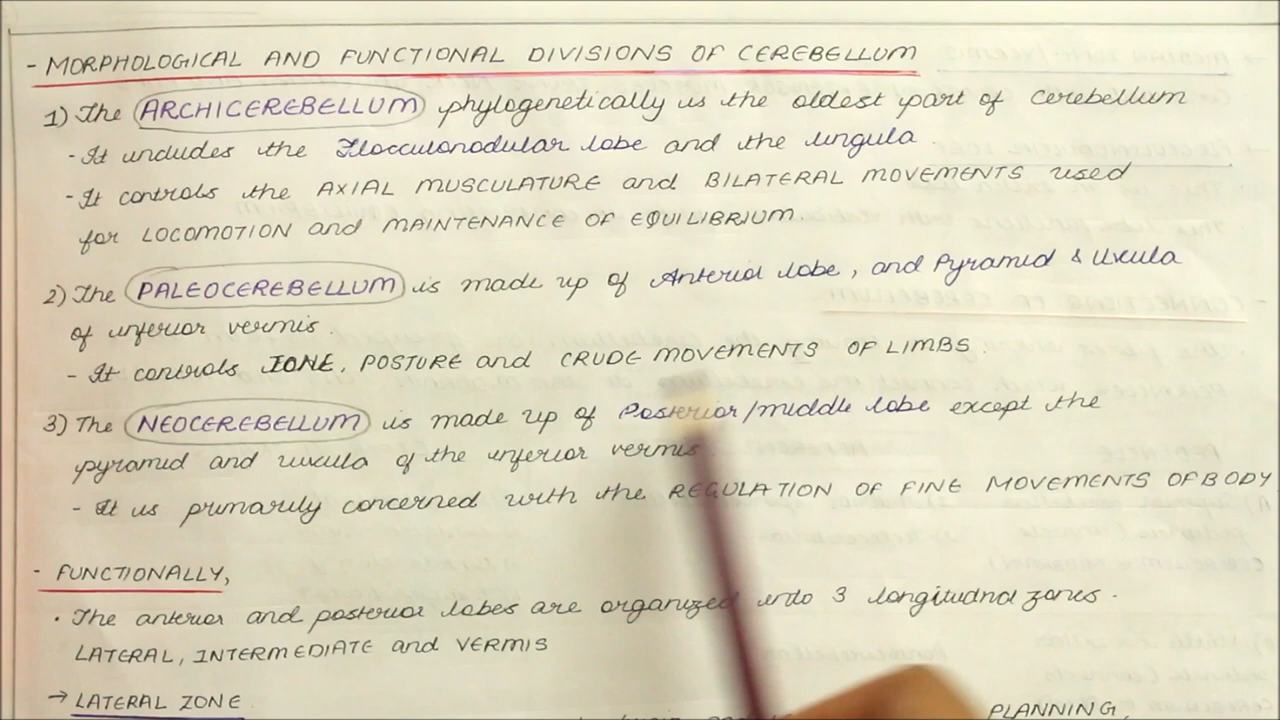 - MORPHOLOGICAL AND FUNCTIONAL DIVISIONS OF CEREBELLUM
1) The ARCHICEREBELLUM phylogenetically is the oldest part of cerebellum
- It includes the Flocculonodular lobe and the lingula
- It controls the AXIAL MUSCULATURE and BILATERAL MOVEMENTS used
for LOCOMOTION and MAINTENANCE OF EQUILIBRIUM
2) The PALEOCEREBELLUM is made up of Anterior lobe, and Pyramid & Uvula
of inferior vermis.
- It controls TONE, POSTURE and CRUDE MOVEMENTS OF LIMBS.
3) The NEOCEREBELLUM is made up of Posterior/middle lobe except the
pyramid and uvula of the inferior vermis.
- It is primarily concerned with the REGULATION OF FINE MOVEMENTS OF BODY
- FUNCTIONALLY,
• The anterior and posterior lobes are organized into 3 longitudnal zones.
LATERAL, INTERMEDIATE and VERMIS
→ LATERAL ZONE
PLANNING,